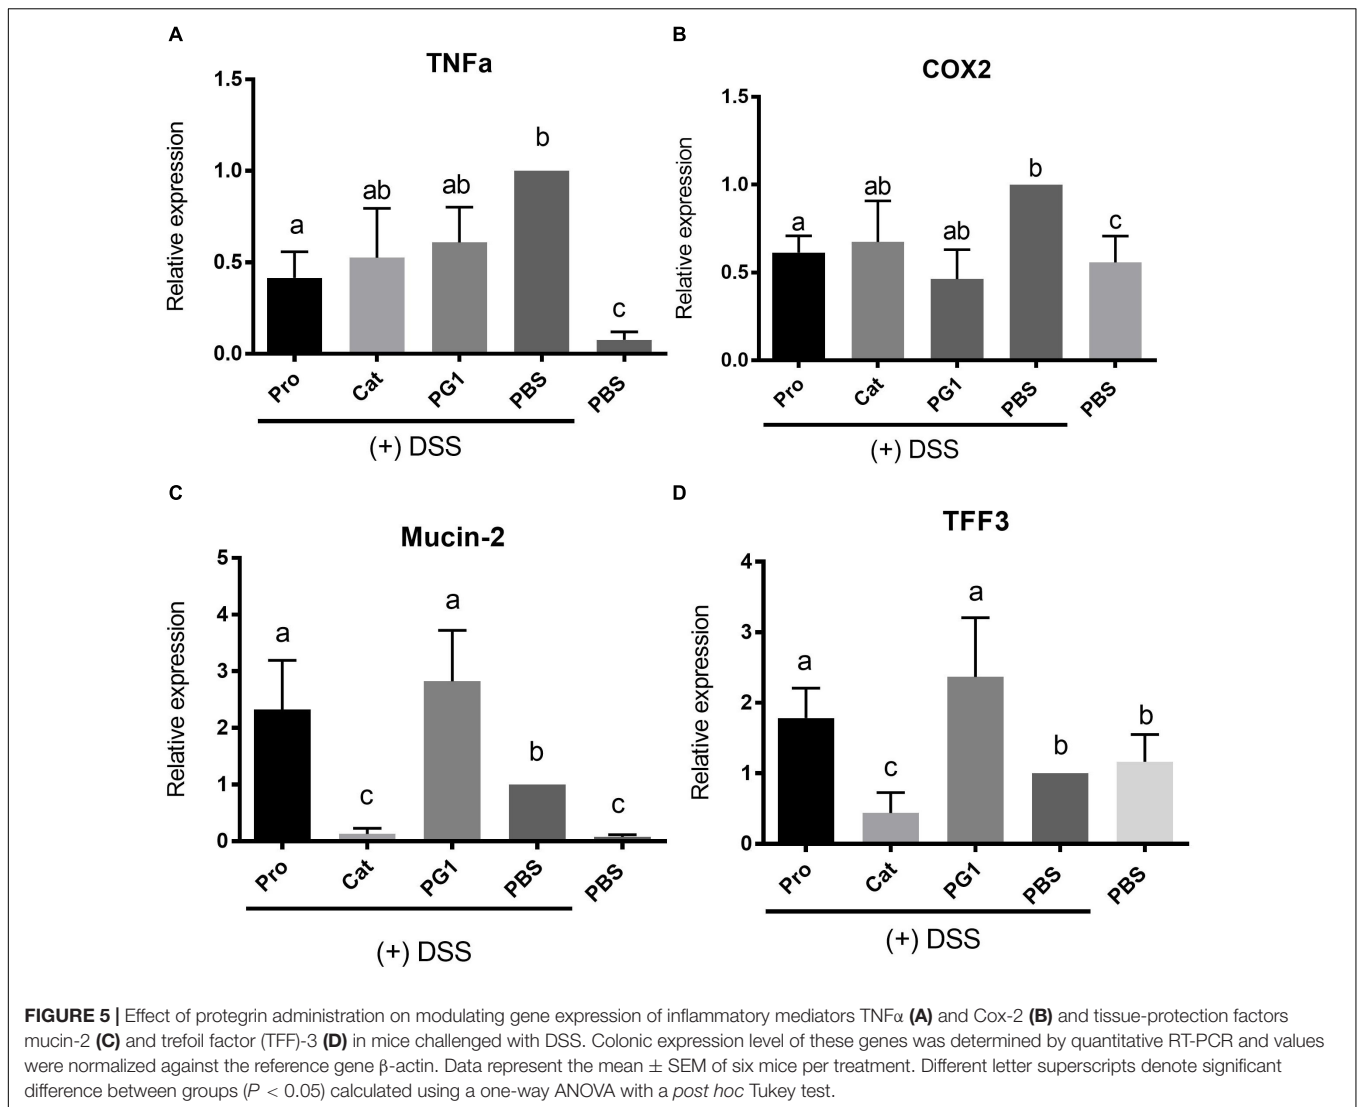 A
TNFa
Relative expression
1.5
1.0
0.5
0.0
a
ab
ab
b
c
Pro
Cat
PG1
PBS
PBS
(+) DSS
B
COX2
Relative expression
1.5
1.0
0.5
0.0
a
ab
ab
b
c
Pro
Cat
PG1
PBS
PBS
(+) DSS
C
Mucin-2
Relative expression
5
4
3
2
1
0
a
c
a
b
c
Pro
Cat
PG1
PBS
PBS
(+) DSS
D
TFF3
Relative expression
4
3
2
1
0
a
c
a
b
b
Pro
Cat
PG1
PBS
PBS
(+) DSS
FIGURE 5 | Effect of protegrin administration on modulating gene expression of inflammatory mediators TNFα (A) and Cox-2 (B) and tissue-protection factors
mucin-2 (C) and trefoil factor (TFF)-3 (D) in mice challenged with DSS. Colonic expression level of these genes was determined by quantitative RT-PCR and values
were normalized against the reference gene β-actin. Data represent the mean ± SEM of six mice per treatment. Different letter superscripts denote significant
difference between groups (P < 0.05) calculated using a one-way ANOVA with a post hoc Tukey test.